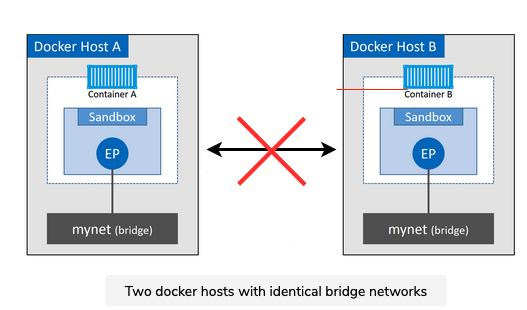 Docker Host A
Container A
Sandbox
EP
mynet (bridge)
Docker Host B
Container B
Sandbox
EP
mynet (bridge)
Two docker hosts with identical bridge networks